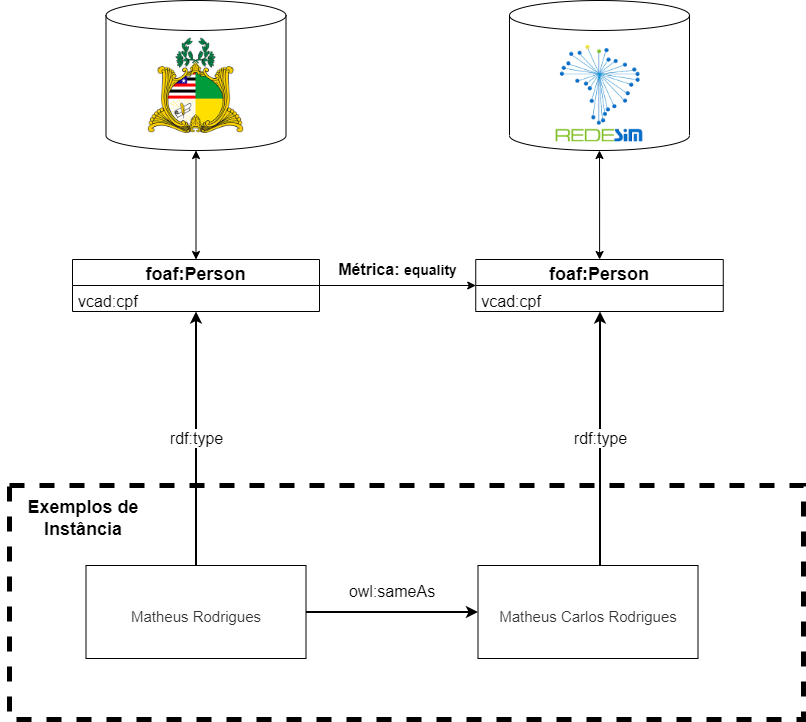 REDESIM
foaf:Person
Métrica: equality
foaf:Person
vcad:cpf
vcad:cpf
rdf:type
rdf:type
Exemplos de
Instância
owl:sameAs
Matheus Rodrigues
Matheus Carlos Rodrigues